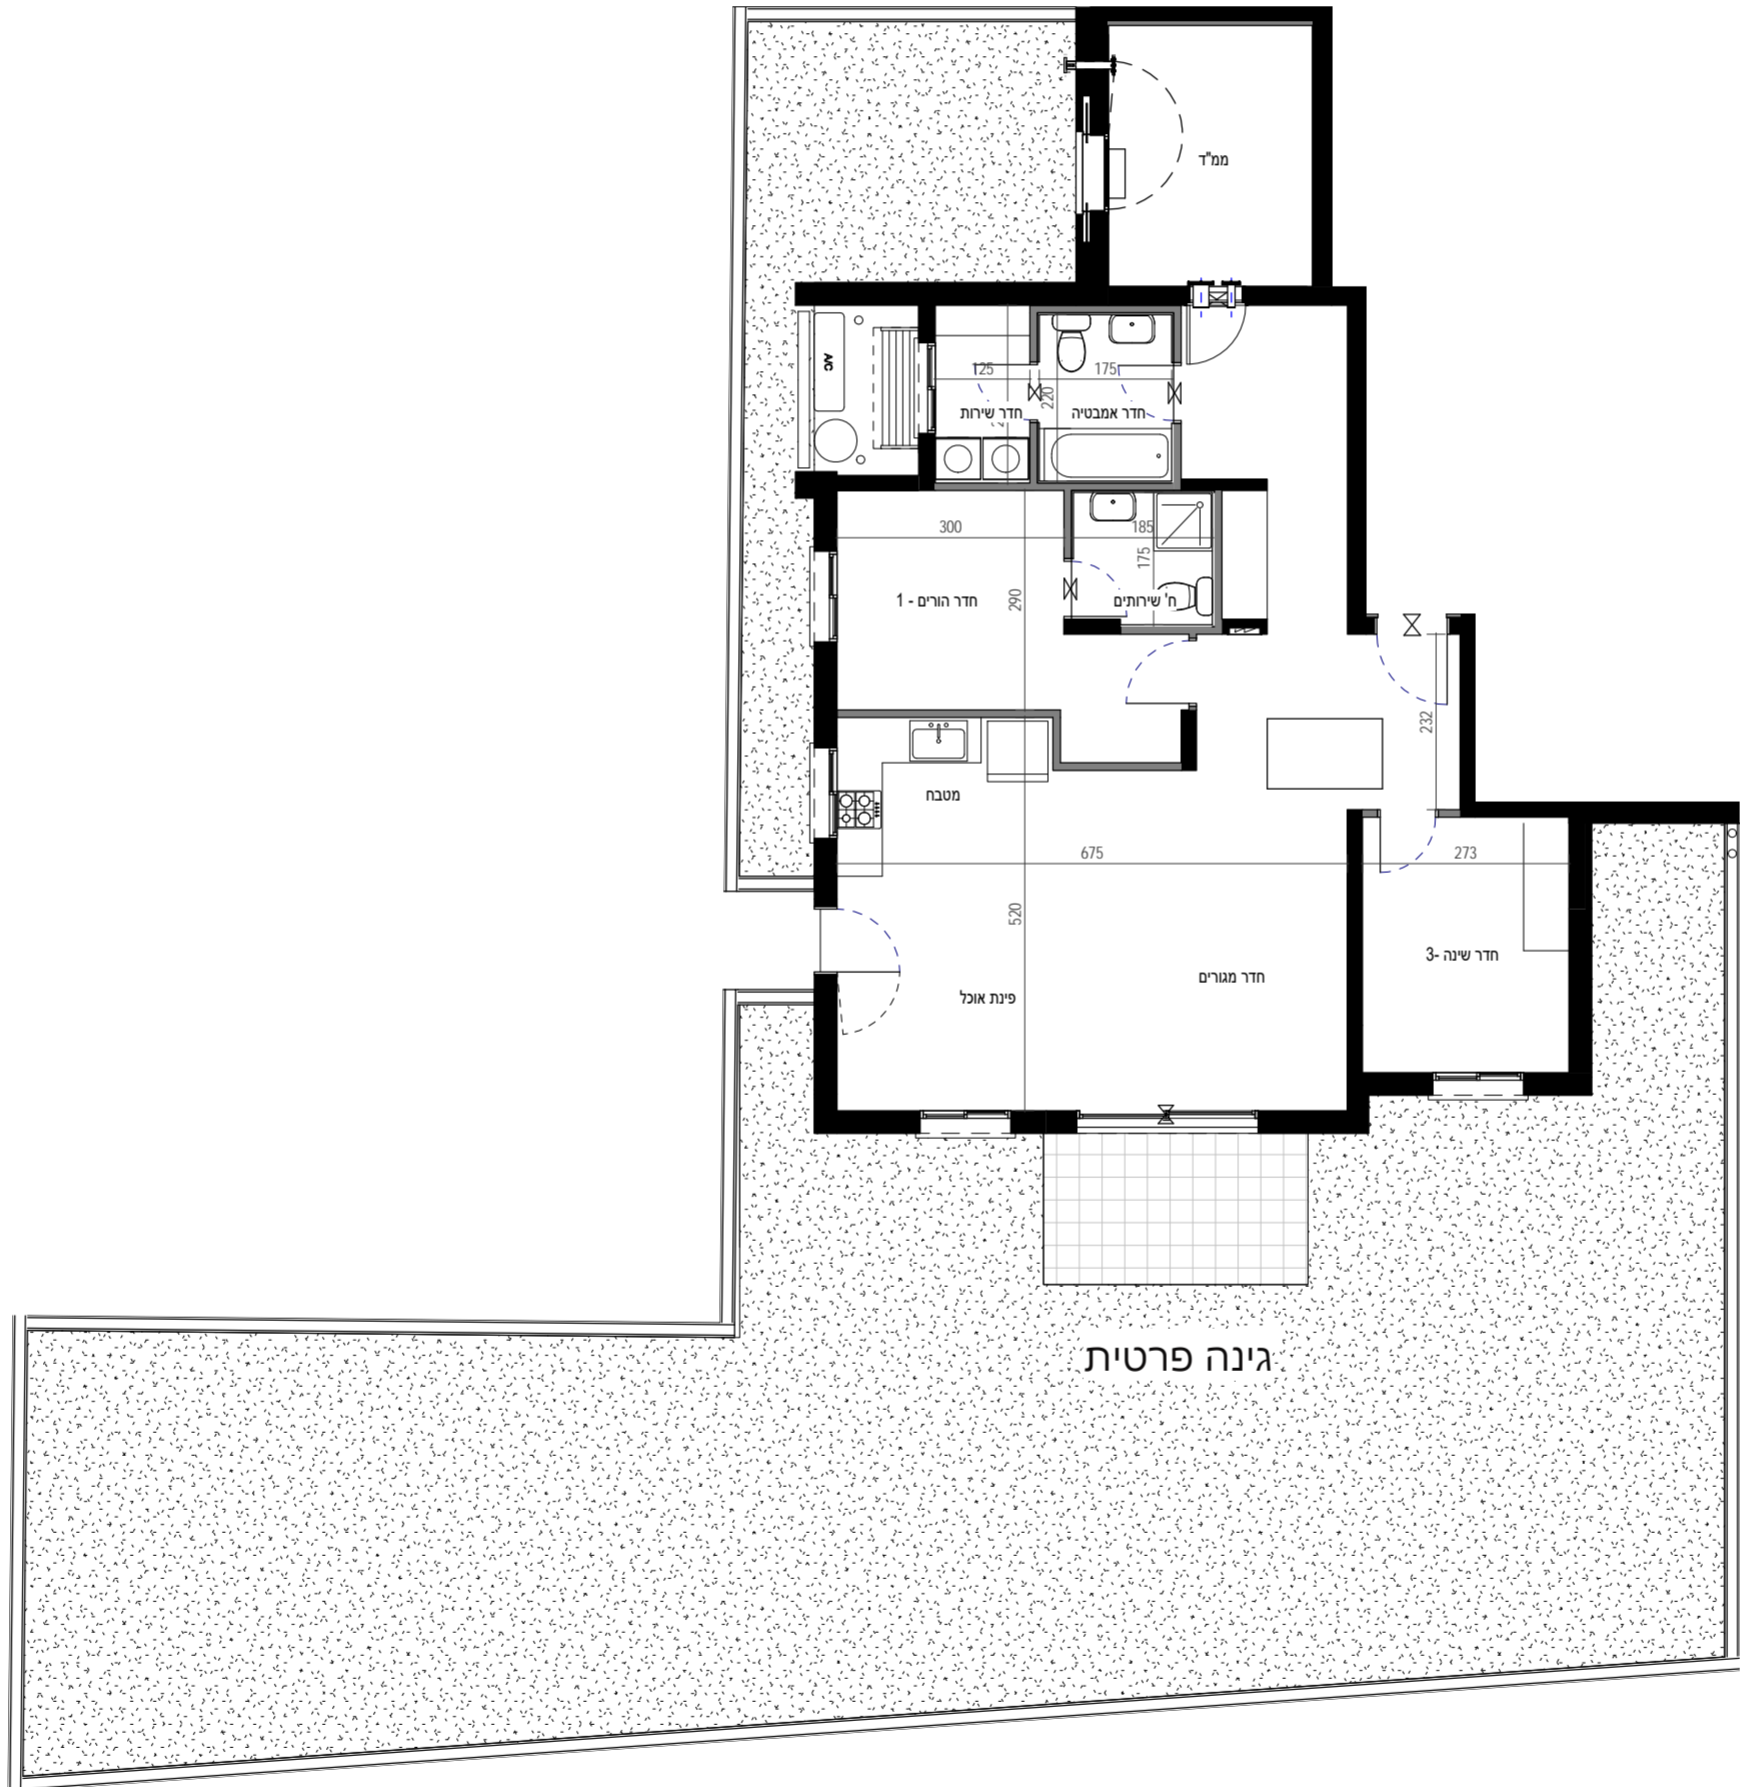 ממ"ד
A/C
125
175
220
חדר שירות
חדר אמבטיה
300
185
175
290
חדר הורים - 1
ח' שירותים
232
מטבח
675
273
520
חדר שינה -3
חדר מגורים
פינת אוכל
גינה פרטית